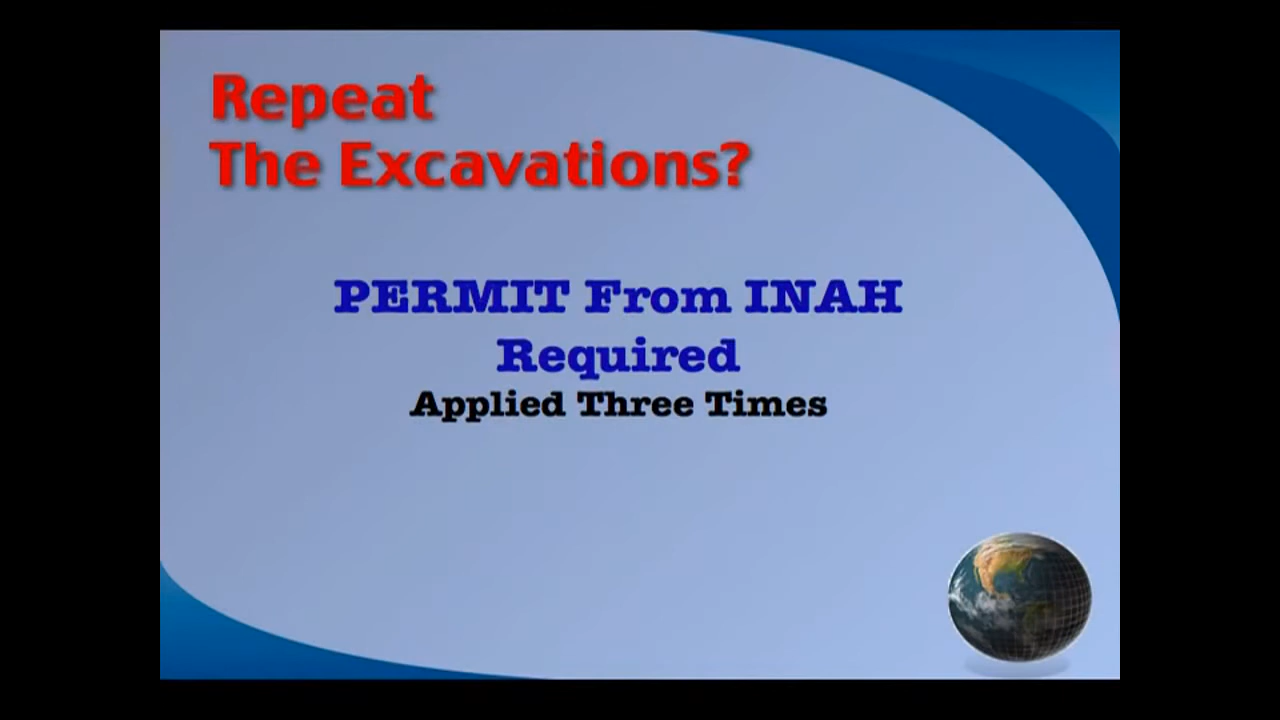 Repeat
The Excavations?
PERMIT From INAH
Required
Applied Three Times